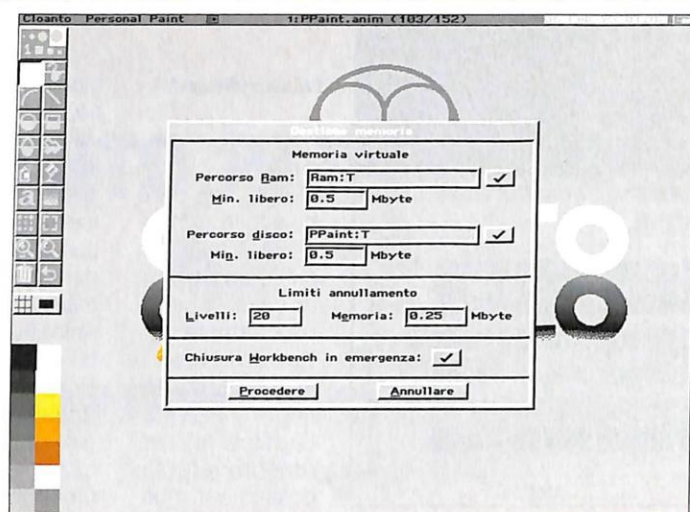 Cloanto Personal Paint 1:PPaint.anim (103/152)
Gestione memoria
Memoria virtuale
Percorso Ram: Ram:T
Min. libero: 0.5 Mbyte
Percorso disco: PPaint:T
Min. libero: 0.5 Mbyte
Limiti annullamento
Livelli: 20 Memoria: 0.25 Mbyte
Chiusura Workbench in emergenza:
Procedere Annullare